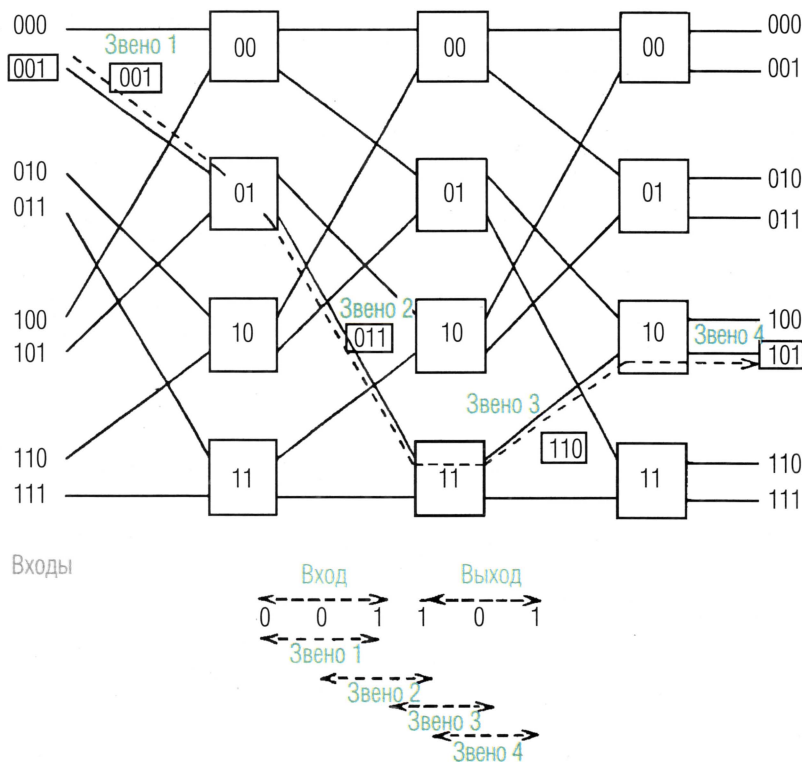 000 000
Звено 1
00 00 00
001 001 001
010 010
01 01 01
011 011
100 Звено 2 100
10 10 10 Звено 4
101 011 101
Звено 3
110 110 110
11 11 11
111 111
Входы
Вход Выход
0 0 1 1 0 1
Звено 1
Звено 2
Звено 3
Звено 4